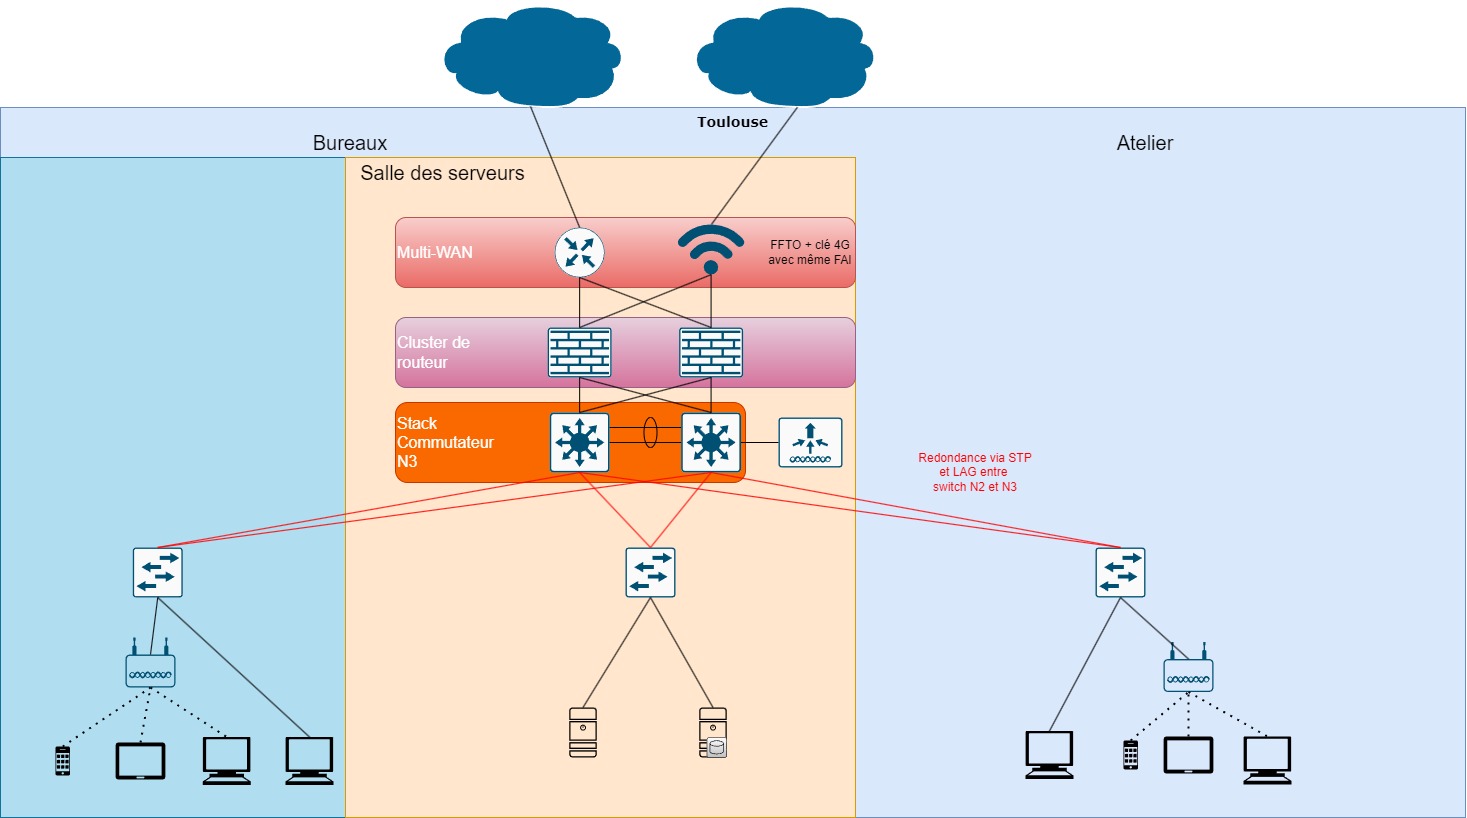 Toulouse
Bureaux
Atelier
Salle des serveurs
Multi-WAN
FFTO + clé 4G
avec même FAI
Cluster de
routeur
Stack
Commutateur
N3
Redondance via STP
et LAG entre
switch N2 et N3